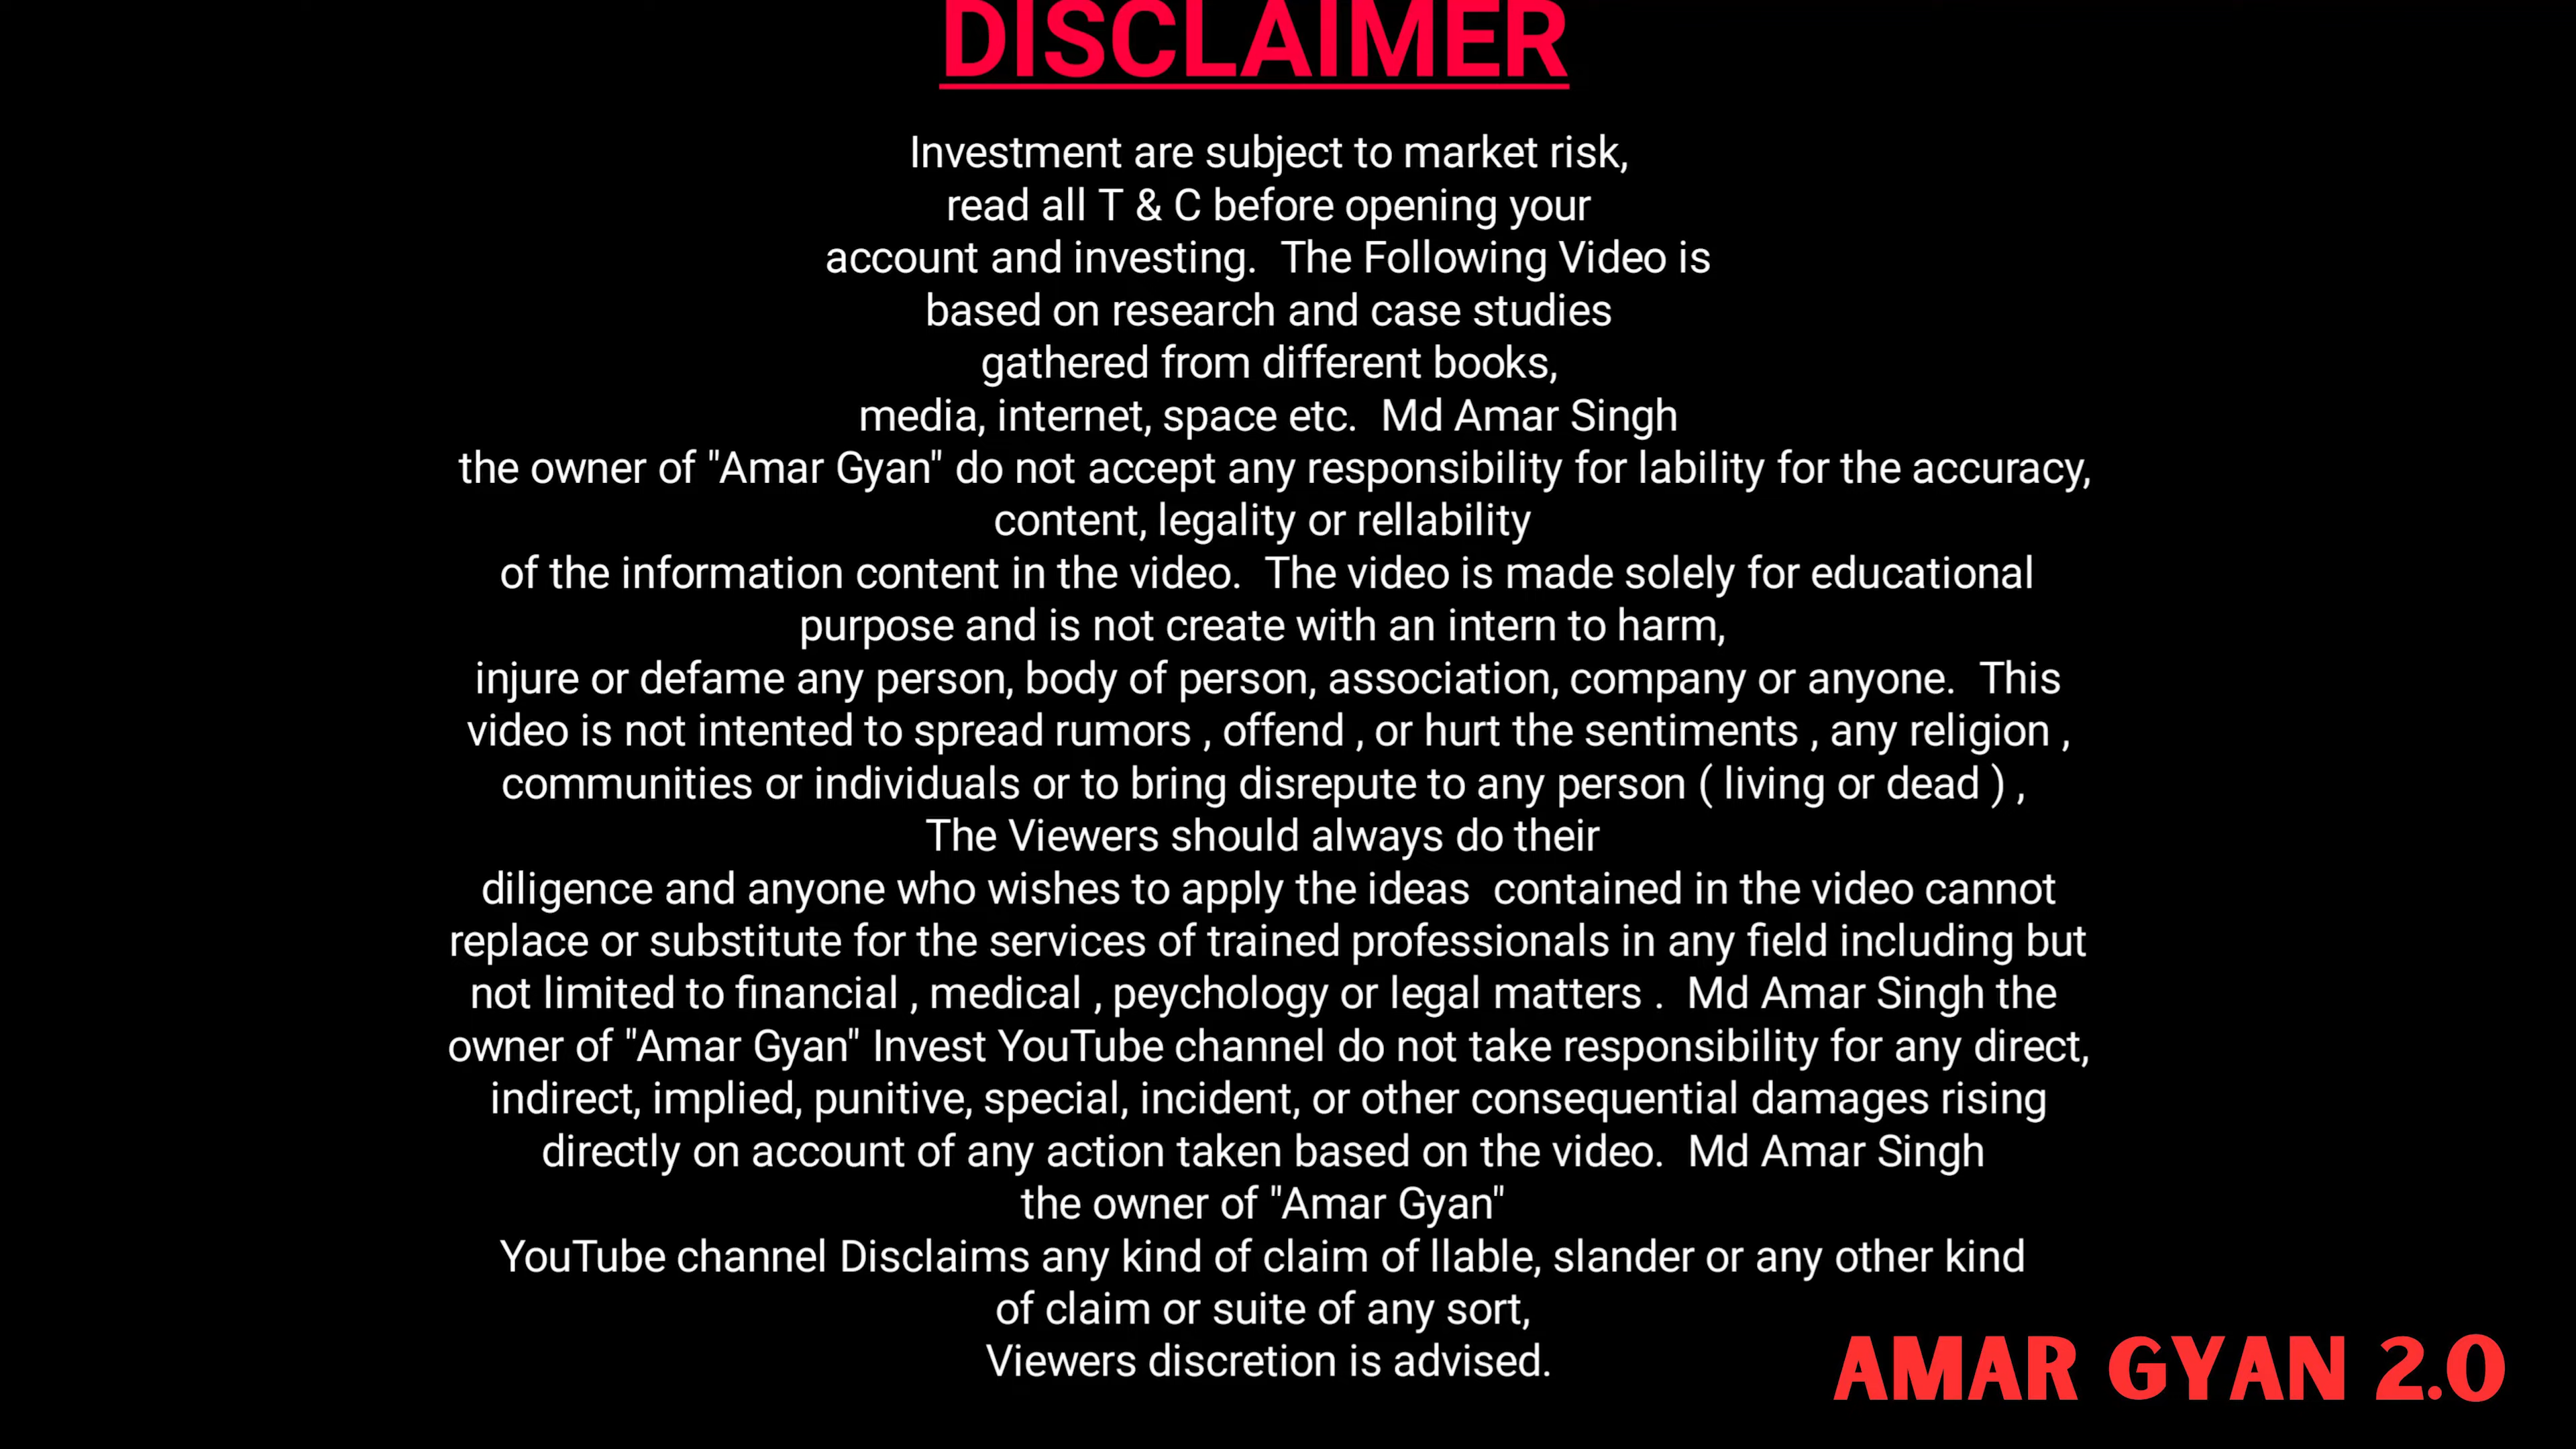 DISCLAIMER
Investment are subject to market risk,
read all T & C before opening your
account and investing.  The Following Video is
based on research and case studies
gathered from different books,
media, internet, space etc.  Md Amar Singh
the owner of "Amar Gyan" do not accept any responsibility for lability for the accuracy,
content, legality or rellability
of the information content in the video.  The video is made solely for educational
purpose and is not create with an intern to harm,
injure or defame any person, body of person, association, company or anyone.  This
video is not intented to spread rumors , offend , or hurt the sentiments , any religion ,
communities or individuals or to bring disrepute to any person ( living or dead ) ,
The Viewers should always do their
diligence and anyone who wishes to apply the ideas  contained in the video cannot
replace or substitute for the services of trained professionals in any field including but
not limited to financial , medical , peychology or legal matters .  Md Amar Singh the
owner of "Amar Gyan" Invest YouTube channel do not take responsibility for any direct,
indirect, implied, punitive, special, incident, or other consequential damages rising
directly on account of any action taken based on the video.  Md Amar Singh
the owner of "Amar Gyan"
YouTube channel Disclaims any kind of claim of llable, slander or any other kind
of claim or suite of any sort,
Viewers discretion is advised.
AMAR GYAN 2.0